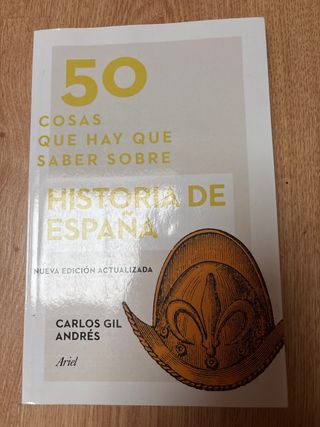 50
COSAS
QUE HAY QUE
SABER SOBRE
HISTORIA DE
ESPAÑA
NUEVA EDICIÓN ACTUALIZADA
CARLOS GIL
ANDRÉS
Ariel